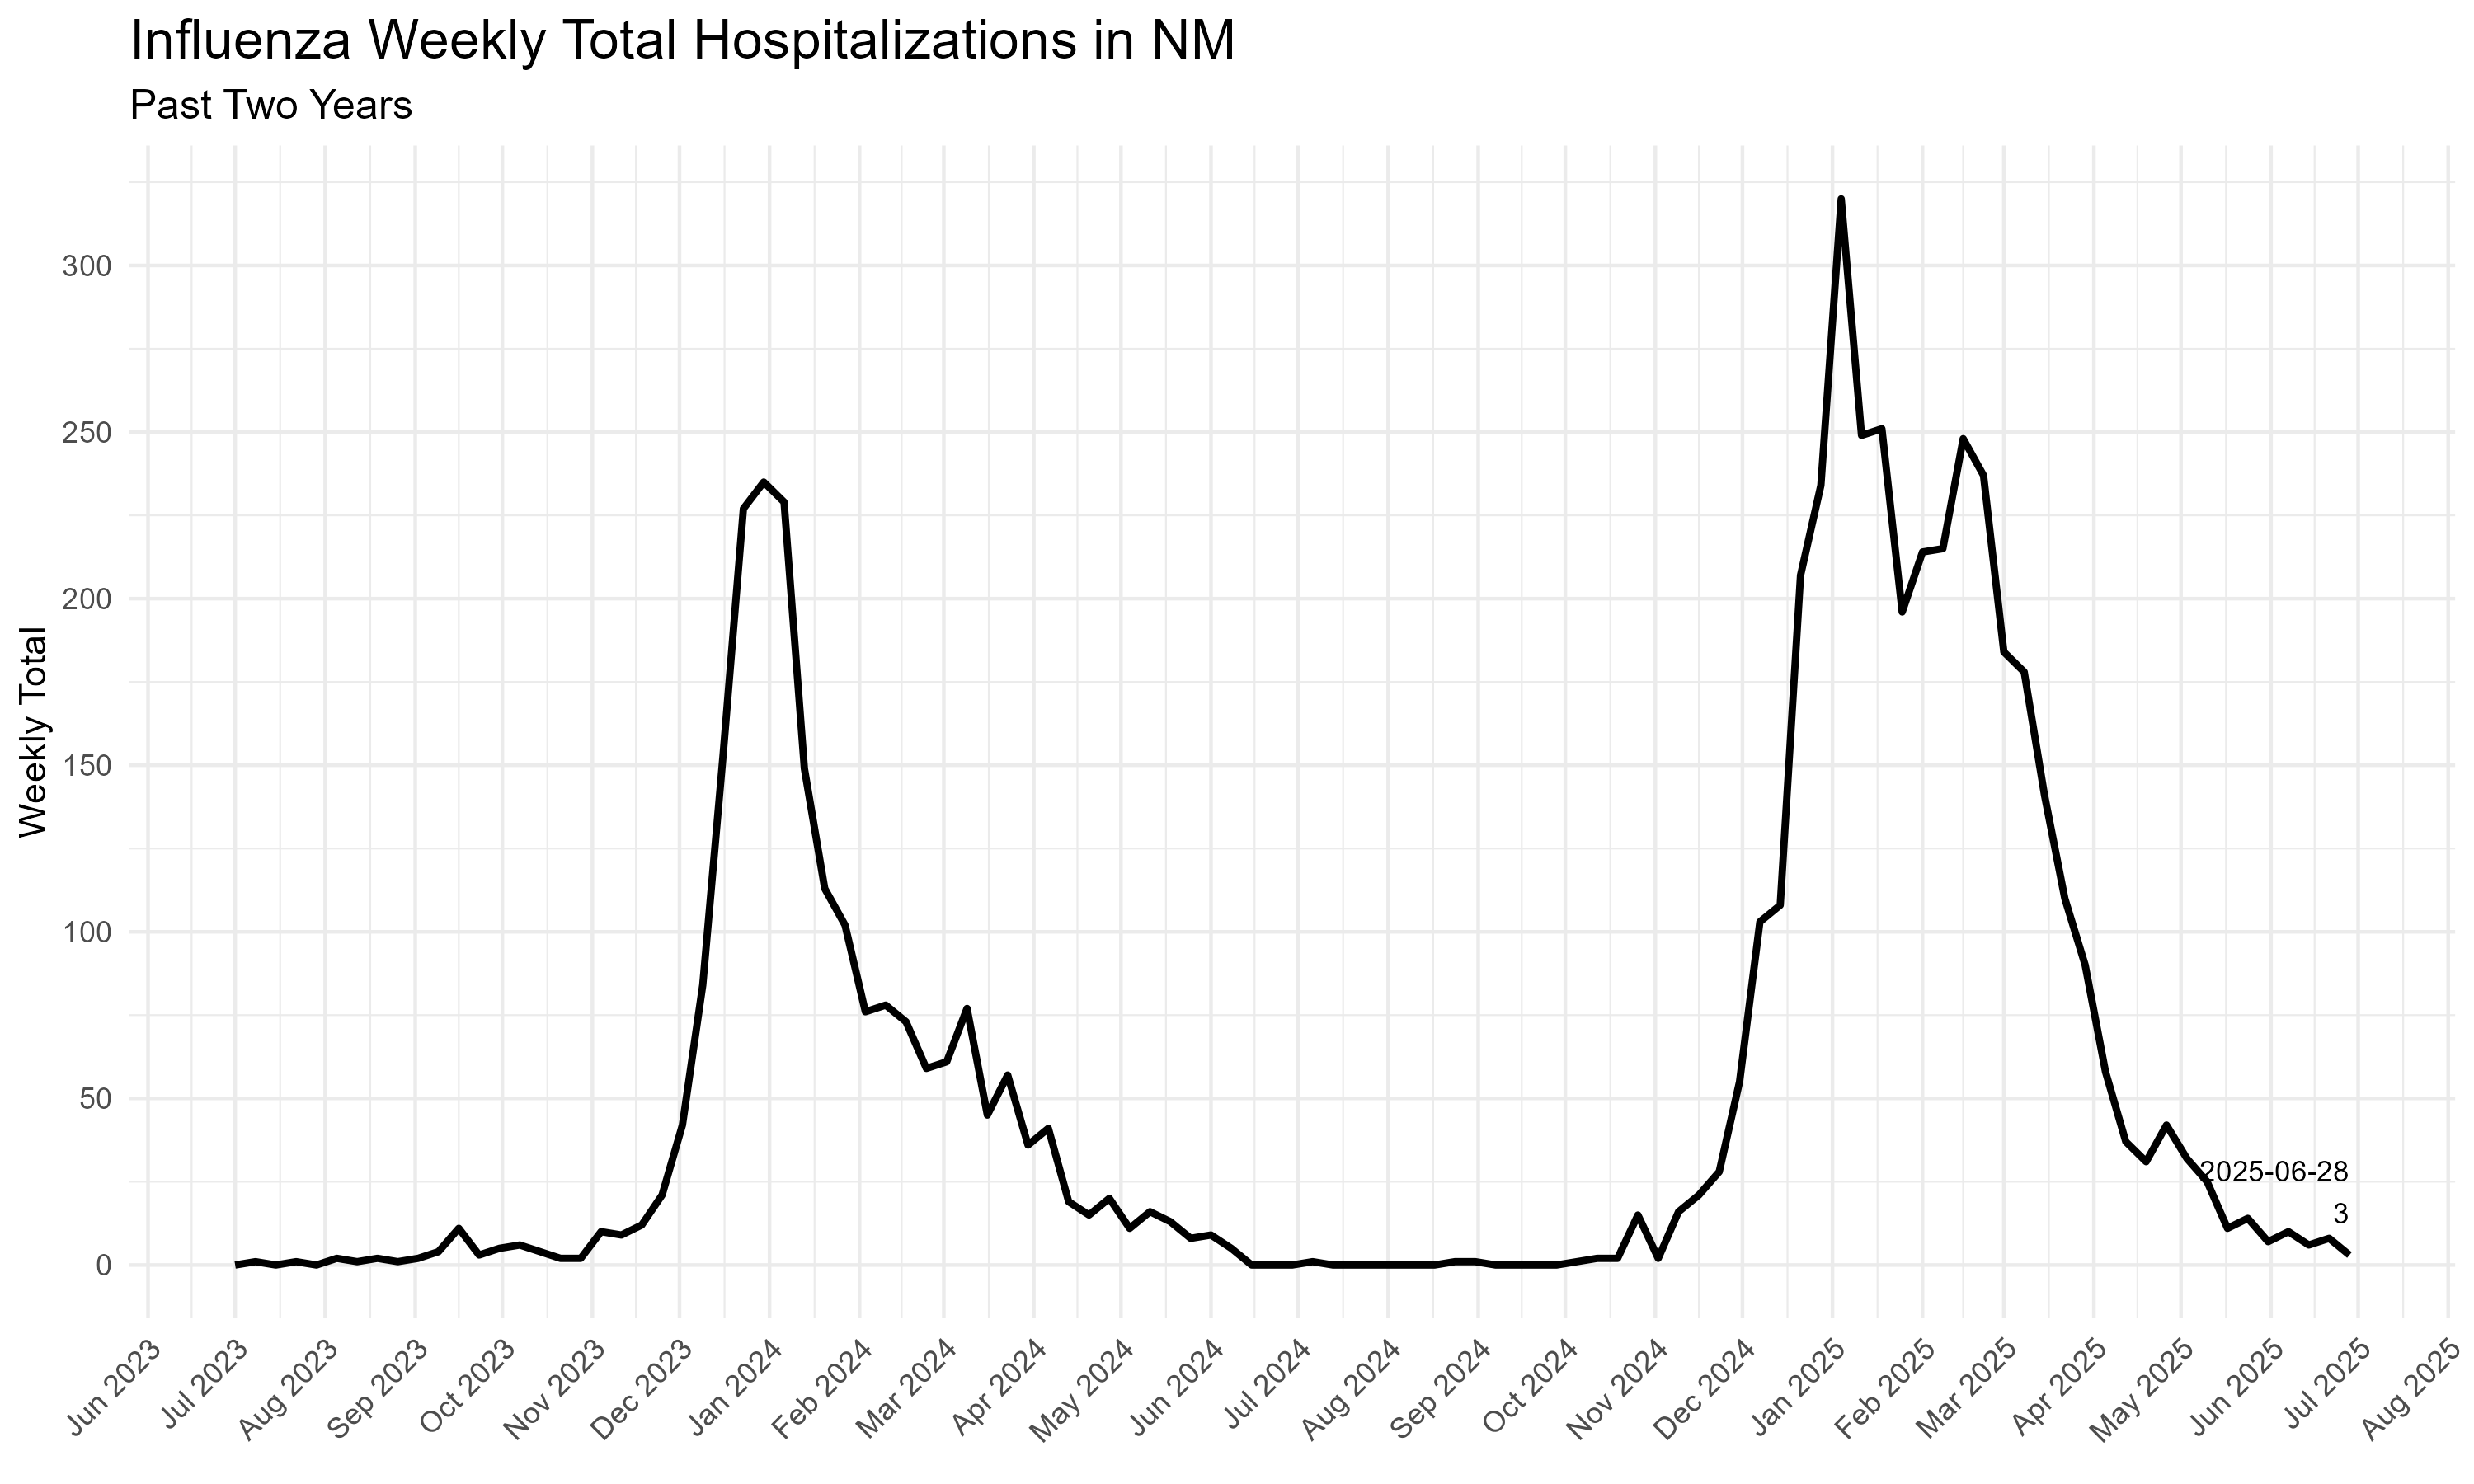 Influenza Weekly Total Hospitalizations in NM
Past Two Years
Weekly Total
300
250
200
150
100
50
0
2025-06-28
3
Jun 2023
Jul 2023
Aug 2023
Sep 2023
Oct 2023
Nov 2023
Dec 2023
Jan 2024
Feb 2024
Mar 2024
Apr 2024
May 2024
Jun 2024
Jul 2024
Aug 2024
Sep 2024
Oct 2024
Nov 2024
Dec 2024
Jan 2025
Feb 2025
Mar 2025
Apr 2025
May 2025
Jun 2025
Jul 2025
Aug 2025